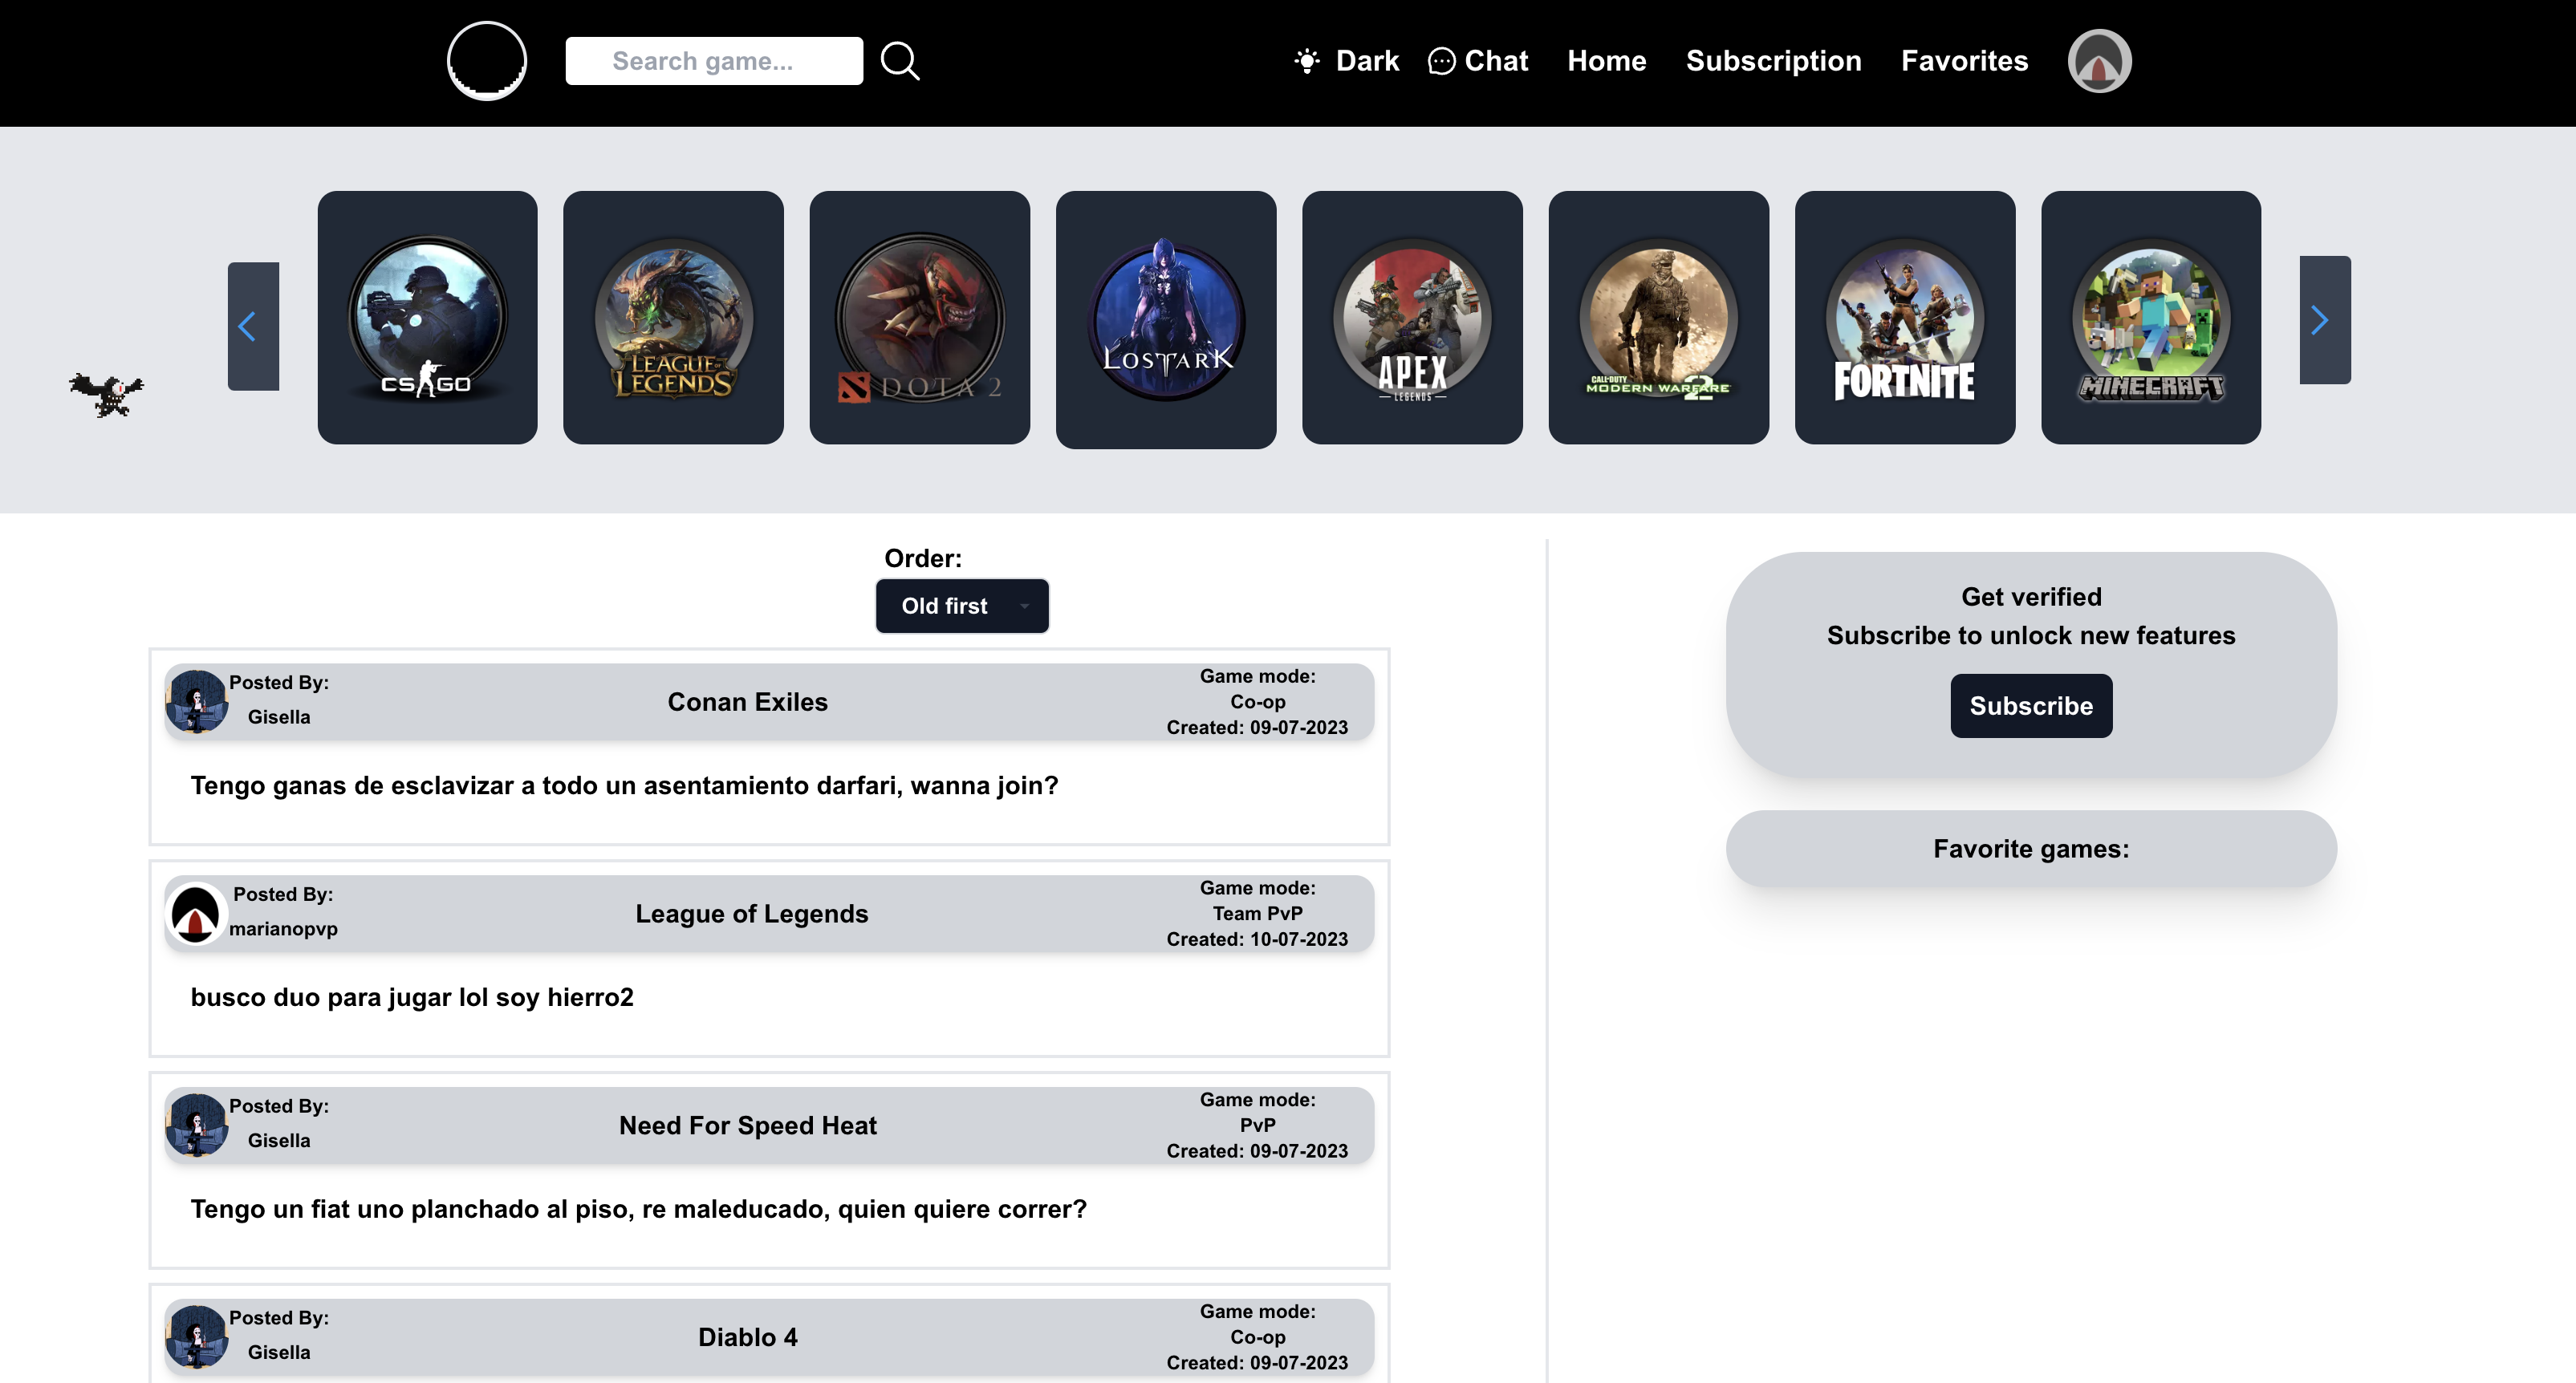 Search game...
Dark
Chat
Home
Subscription
Favorites
CS GO
LEAGUE OF LEGENDS
DOTA 2
LOST ARK
APEX
LEGENDS
CALL OF DUTY
MODERN WARFARE
2
FORTNITE
MINECRAFT
Order:
Old first
Posted By:
Gisella
Conan Exiles
Game mode:
Co-op
Created: 09-07-2023
Tengo ganas de esclavizar a todo un asentamiento darfari, wanna join?
Posted By:
marianopvp
League of Legends
Game mode:
Team PvP
Created: 10-07-2023
busco duo para jugar lol soy hierro2
Posted By:
Gisella
Need For Speed Heat
Game mode:
PvP
Created: 09-07-2023
Tengo un fiat uno planchado al piso, re maleducado, quien quiere correr?
Posted By:
Gisella
Diablo 4
Game mode:
Co-op
Created: 09-07-2023
Get verified
Subscribe to unlock new features
Subscribe
Favorite games: